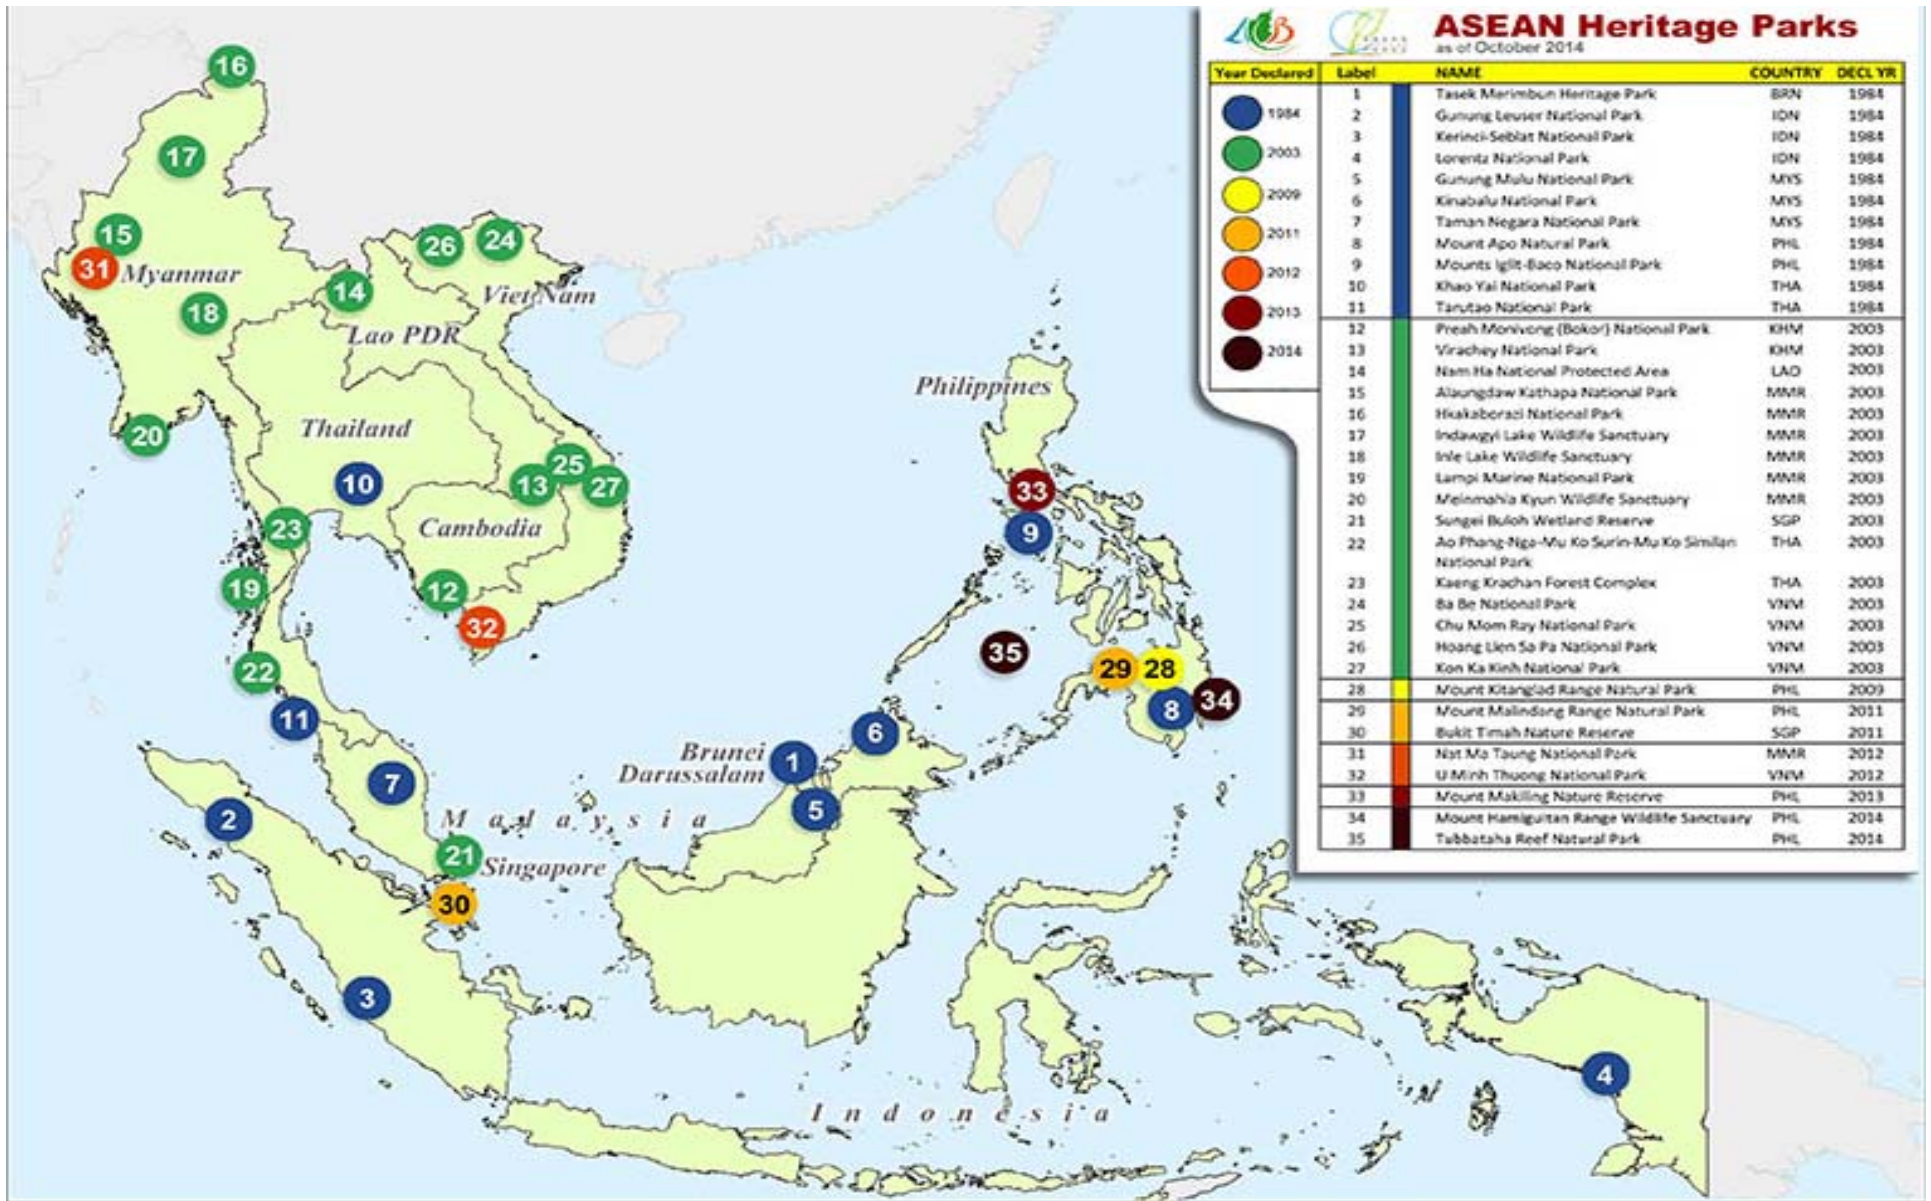 ACB
ASEAN Heritage Parks
as of October 2014
Year Declared
1984
2003
2009
2011
2012
2013
2014
Label NAME COUNTRY DECL YR
1 Tasek Merimbun Heritage Park BRN 1984
2 Gunung Leuser National Park IDN 1984
3 Kerinci-Seblat National Park IDN 1984
4 Lorentz National Park IDN 1984
5 Gunung Mulu National Park MYS 1984
6 Kinabalu National Park MYS 1984
7 Taman Negara National Park MYS 1984
8 Mount Apo Natural Park PHL 1984
9 Mounts Iglit-Baco National Park PHL 1984
10 Khao Yai National Park THA 1984
11 Tarutao National Park THA 1984
12 Preah Monivong (Bokor) National Park KHM 2003
13 Virachey National Park KHM 2003
14 Nam Ha National Protected Area LAO 2003
15 Alaungdaw Kathapa National Park MMR 2003
16 Hkakaborazi National Park MMR 2003
17 Indawgyi Lake Wildlife Sanctuary MMR 2003
18 Inle Lake Wildlife Sanctuary MMR 2003
19 Lampi Marine National Park MMR 2003
20 Meinmahla Kyun Wildlife Sanctuary MMR 2003
21 Sungei Buloh Wetland Reserve SGP 2003
22 Ao Phang-Nga-Mu Ko Surin-Mu Ko Similan THA 2003
National Park
23 Kaeng Krachan Forest Complex THA 2003
24 Ba Be National Park VNM 2003
25 Chu Mom Ray National Park VNM 2003
26 Hoang Lien Sa Pa National Park VNM 2003
27 Kon Ka Kinh National Park VNM 2003
28 Mount Kitanglad Range Natural Park PHL 2009
29 Mount Malindang Range Natural Park PHL 2011
30 Bukit Timah Nature Reserve SGP 2011
31 Nat Ma Taung National Park MMR 2012
32 U Minh Thuong National Park VNM 2012
33 Mount Makiling Nature Reserve PHL 2013
34 Mount Hamiguitan Range Wildlife Sanctuary PHL 2014
35 Tubbataha Reef Natural Park PHL 2014
16
17
15
26 24
31 Myanmar
14 Viet Nam
18
Lao PDR
Philippines
20 Thailand
25
10 13 27
33
23 Cambodia
9
19 12
32
35
22 29 28
11 8 34
6
Brunei
Darussalam 1
7
2 Malaysia 5
21 Singapore
30
3
4
Indonesia